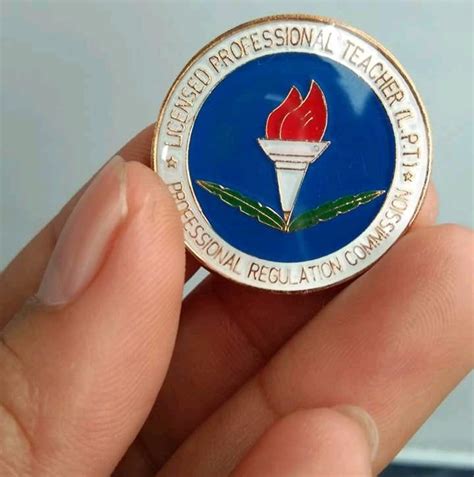 LICENSED PROFESSIONAL TEACHER (L.P.T)
PROFESSIONAL REGULATION COMMISSION